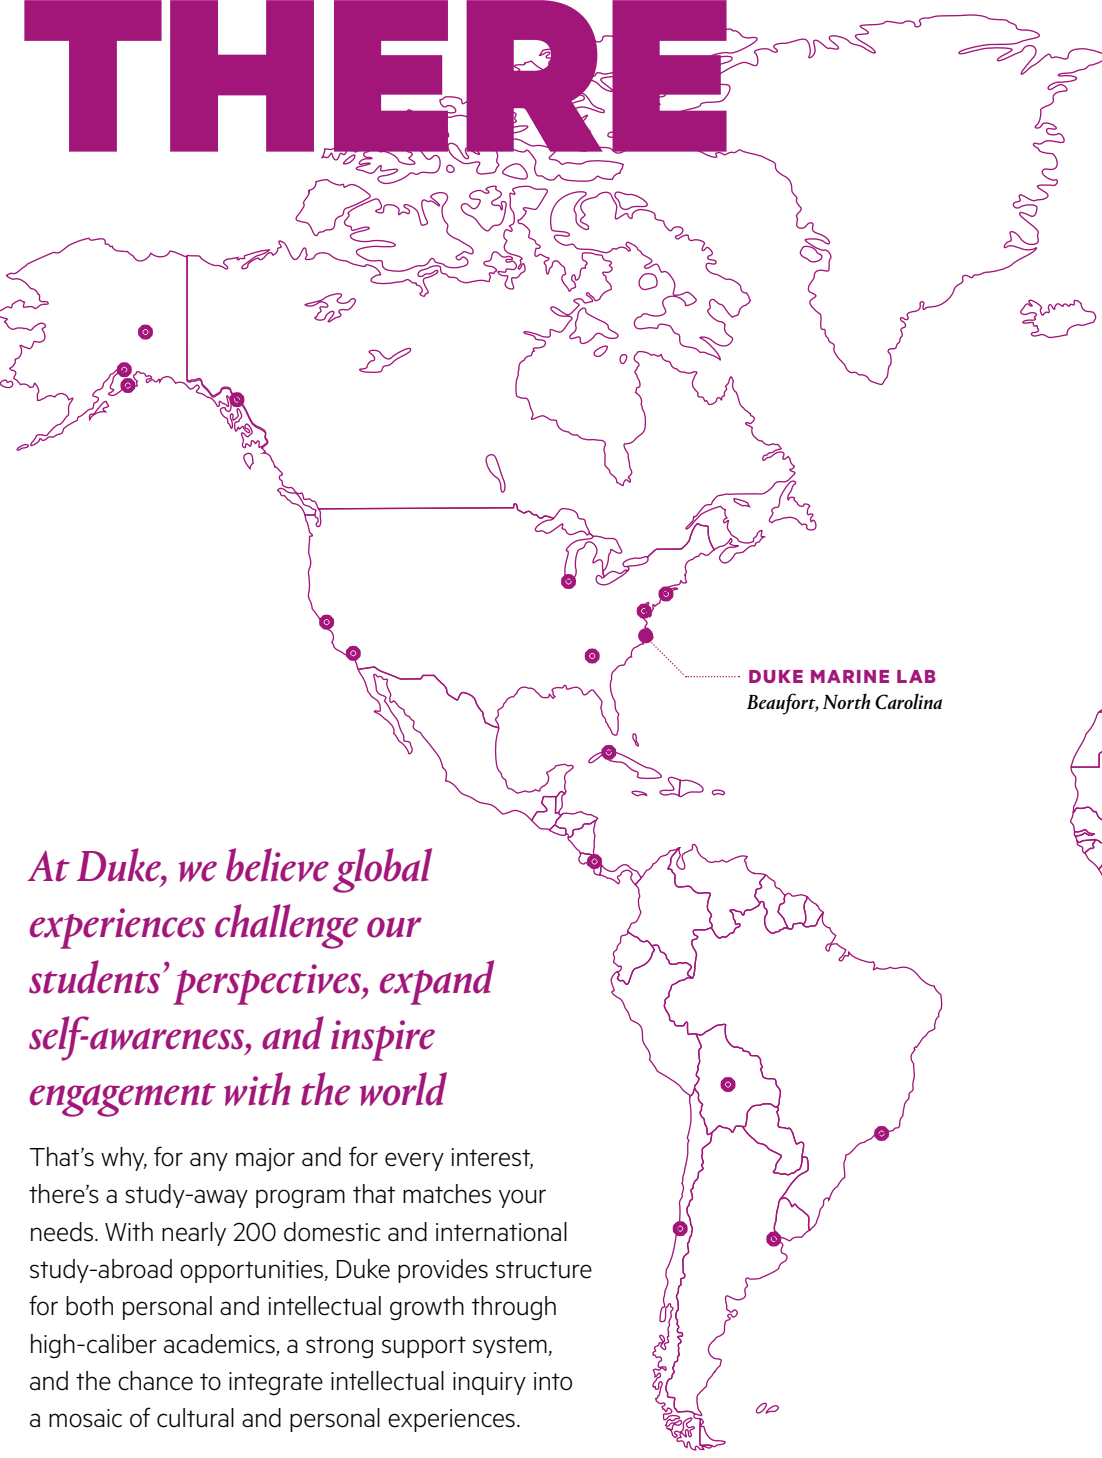 THERE
DUKE MARINE LAB
Beaufort, North Carolina
At Duke, we believe global
experiences challenge our
students’ perspectives, expand
self-awareness, and inspire
engagement with the world
That’s why, for any major and for every interest,
there’s a study-away program that matches your
needs. With nearly 200 domestic and international
study-abroad opportunities, Duke provides structure
for both personal and intellectual growth through
high-caliber academics, a strong support system,
and the chance to integrate intellectual inquiry into
a mosaic of cultural and personal experiences.